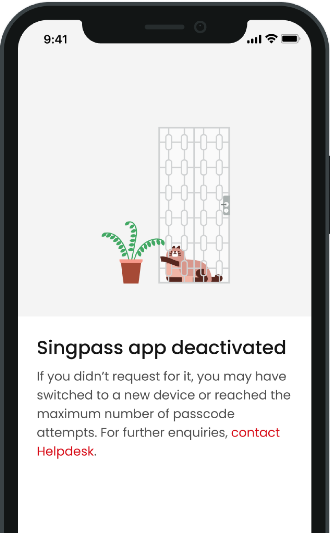 9:41
Singpass app deactivated
If you didn’t request for it, you may have
switched to a new device or reached the
maximum number of passcode
attempts. For further enquiries, contact
Helpdesk.